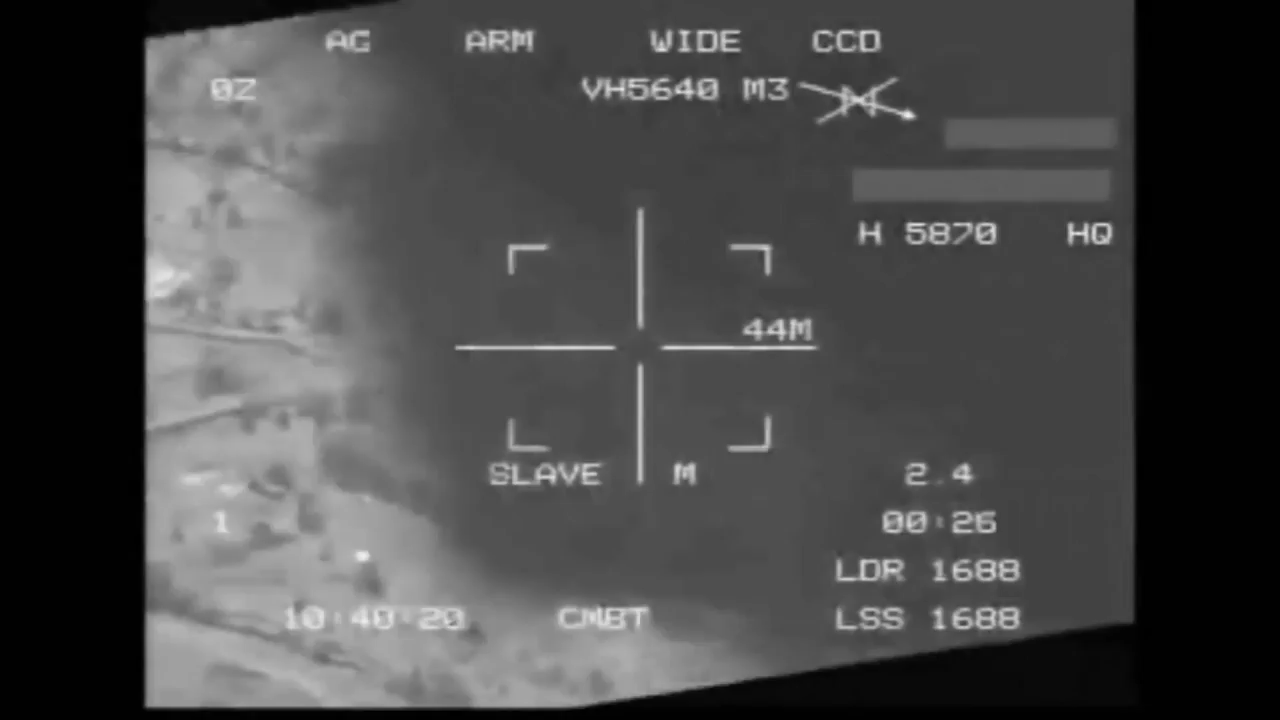 AG ARM WIDE CCD
0Z VH5640 M3
H 5870 HQ
44M
SLAVE M 2.4
1 00:26
LDR 1688
10:40:20 CMBT LSS 1688